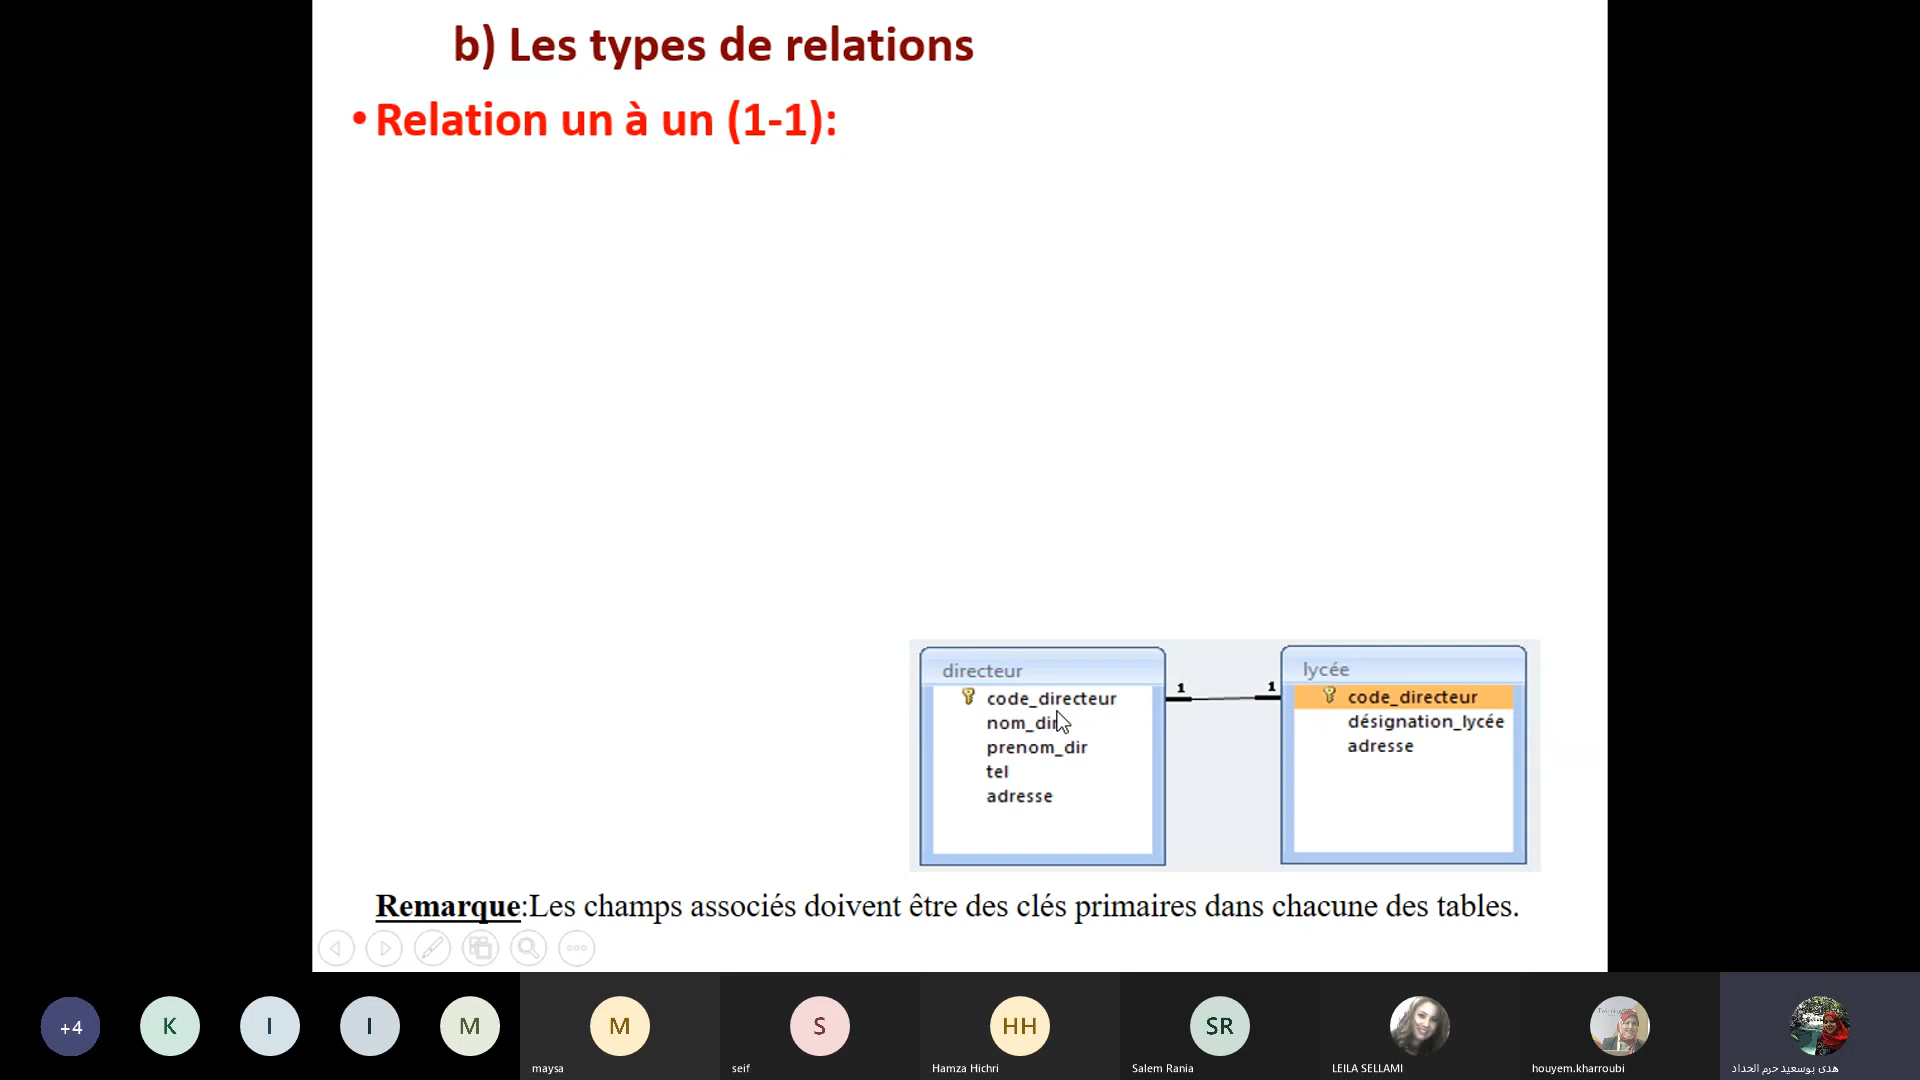 b) Les types de relations
• Relation un à un (1-1):
directeur
code_directeur
nom_dir
prenom_dir
tel
adresse
1
1
lycée
code_directeur
désignation_lycée
adresse
Remarque:Les champs associés doivent être des clés primaires dans chacune des tables.
+4
K
I
I
M
M
S
HH
SR
maysa
seif
Hamza Hichri
Salem Rania
LEILA SELLAMI
houyem.kharroubi
هدى بوسعيد حرم الحداد